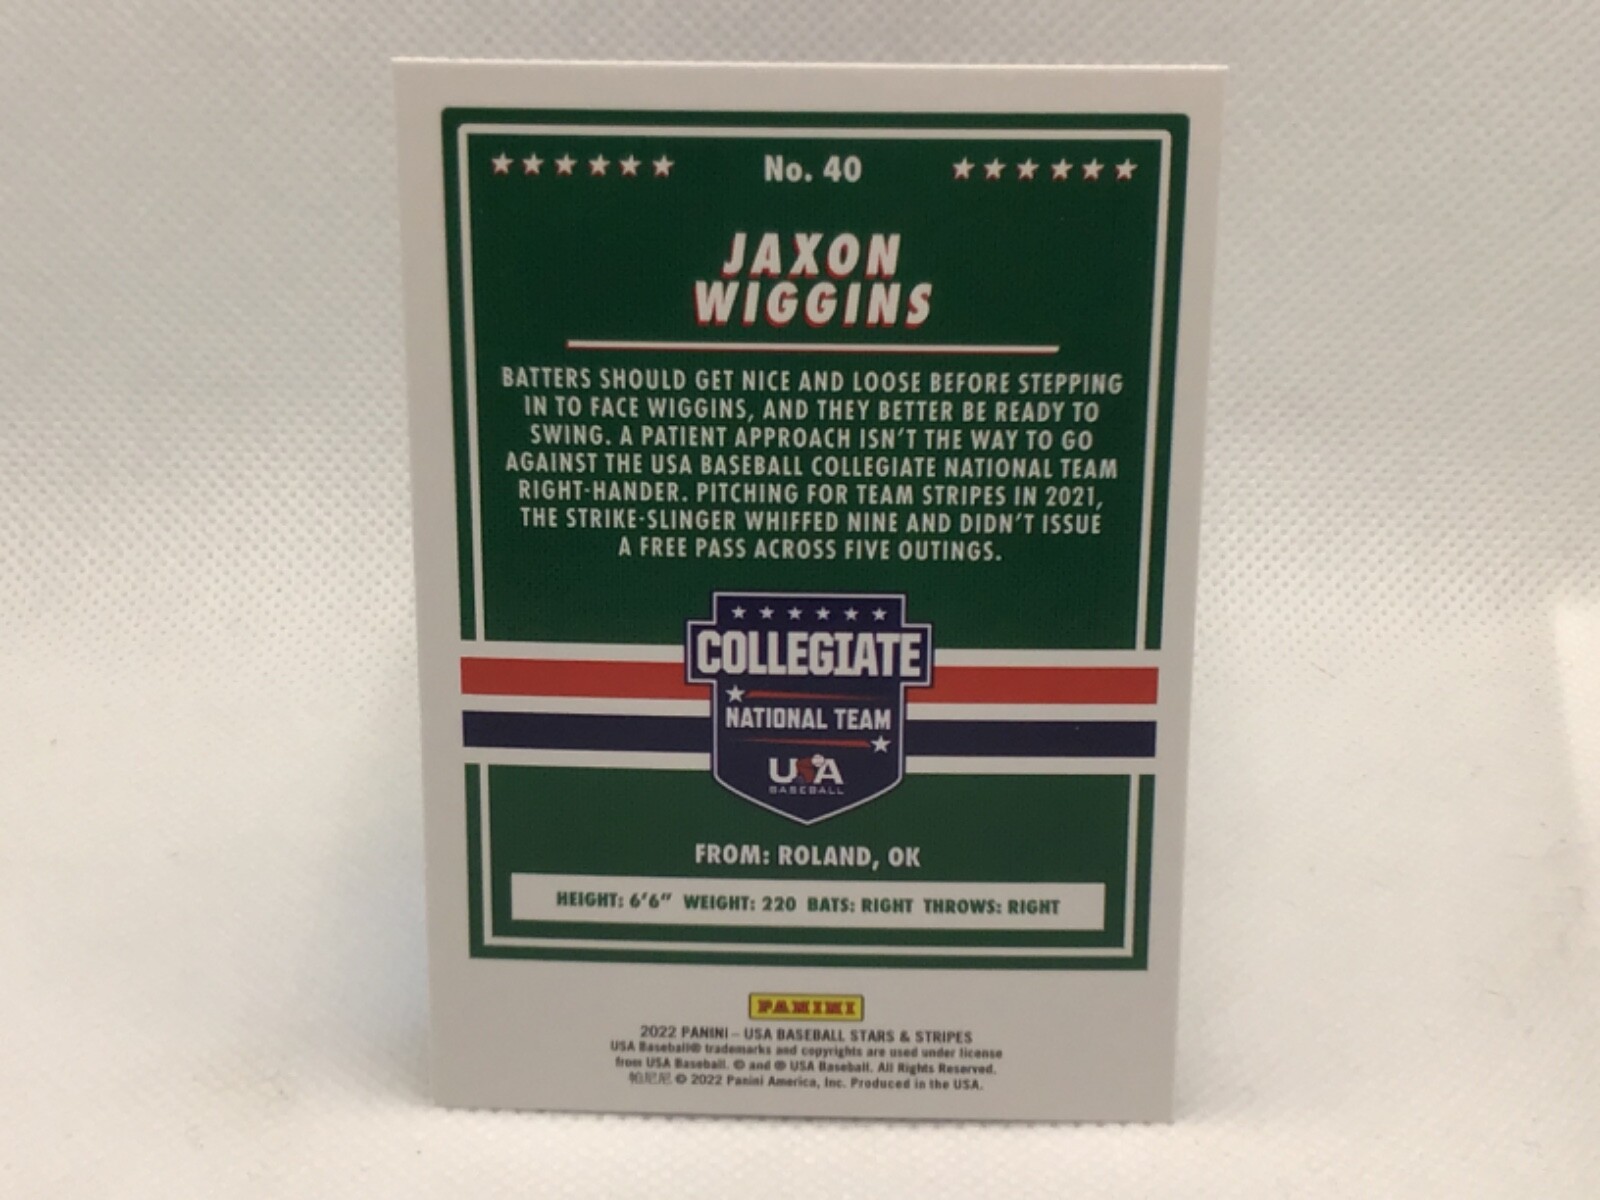 No. 40
JAXON
WIGGINS
BATTERS SHOULD GET NICE AND LOOSE BEFORE STEPPING
IN TO FACE WIGGINS, AND THEY BETTER BE READY TO
SWING. A PATIENT APPROACH ISN'T THE WAY TO GO
AGAINST THE USA BASEBALL COLLEGIATE NATIONAL TEAM
RIGHT-HANDER. PITCHING FOR TEAM STRIPES IN 2021,
THE STRIKE-SLINGER WHIFFED NINE AND DIDN'T ISSUE
A FREE PASS ACROSS FIVE OUTINGS.
COLLEGIATE
NATIONAL TEAM
USA
BASEBALL
FROM: ROLAND, OK
HEIGHT: 6'6" WEIGHT: 220 BATS: RIGHT THROWS: RIGHT
PANINI
2022 PANINI – USA BASEBALL STARS & STRIPES
USA Baseball® trademarks and copyrights are used under license
from USA Baseball. © and ® USA Baseball. All Rights Reserved.
帕尼尼 © 2022 Panini America, Inc. Produced in the USA.